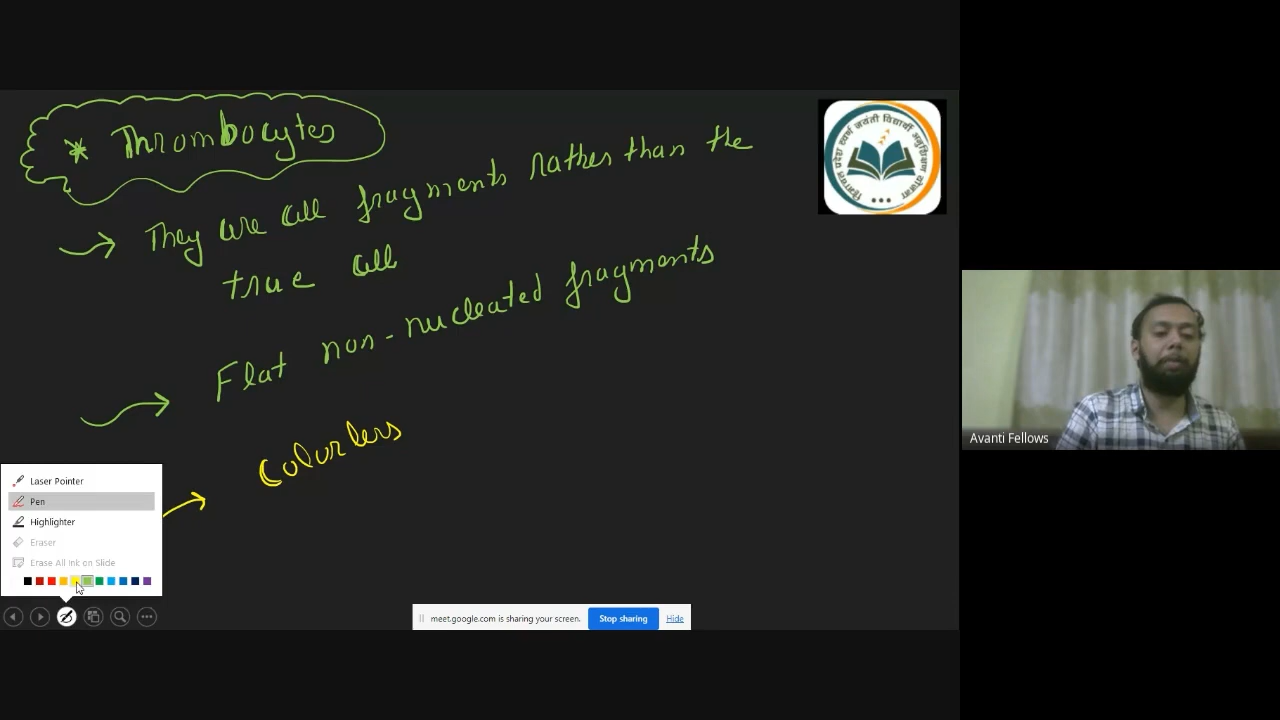 * Thrombocytes
→ They are cell fragments rather than the
true cell
→ Flat non-nucleated fragments
→ Colorless
Laser Pointer
Pen
Highlighter
Eraser
Erase All Ink on Slide
meet.google.com is sharing your screen.
Stop sharing
Hide
Avanti Fellows